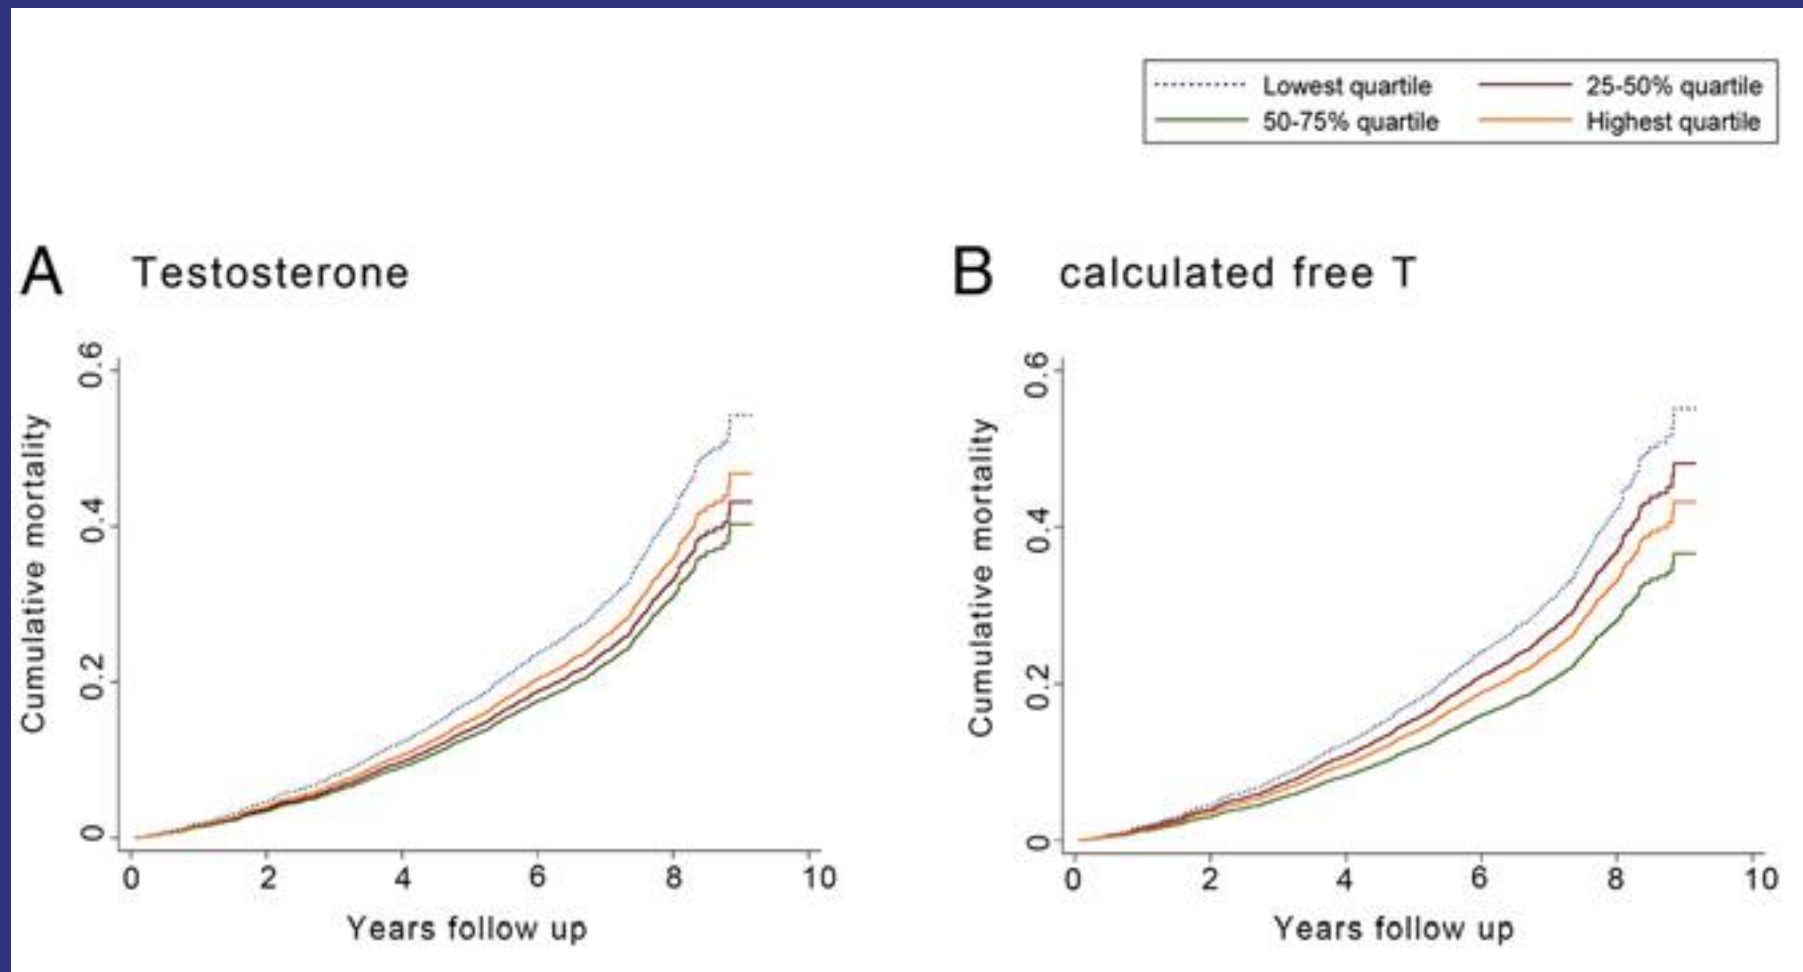 Lowest quartile 25-50% quartile
50-75% quartile Highest quartile
A Testosterone
Cumulative mortality
0.6
0.4
0.2
0
0 2 4 6 8 10
Years follow up
B calculated free T
Cumulative mortality
0.6
0.4
0.2
0
0 2 4 6 8 10
Years follow up